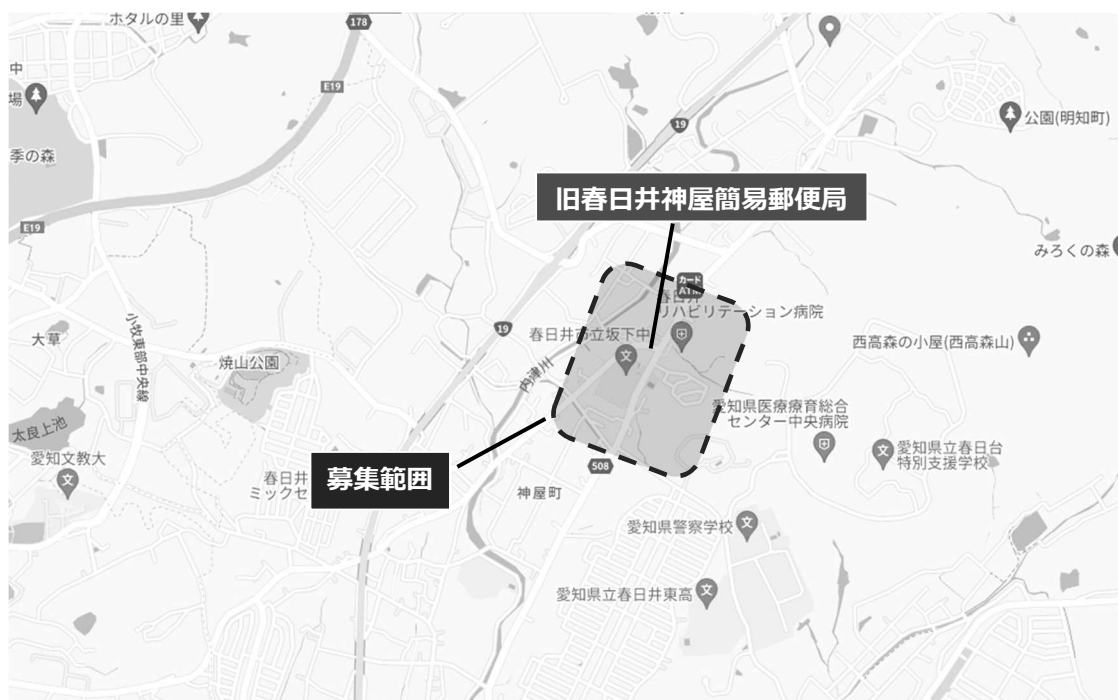 ホタルの里
178
中
場
E19
季の森
E19
19
公園(明知町)
旧春日井神屋簡易郵便局
みろくの森
カード
ATM
春日井
リハビリテーション病院
春日井市立坂下中
19
内津川
小牧東部中央線
大草
焼山公園
西高森の小屋(西高森山)
太良上池
愛知文教大
愛知県医療療育総合
センター中央病院
愛知県立春日台
特別支援学校
募集範囲
春日井
ミックセ
508
神屋町
愛知県警察学校
愛知県立春日井東高